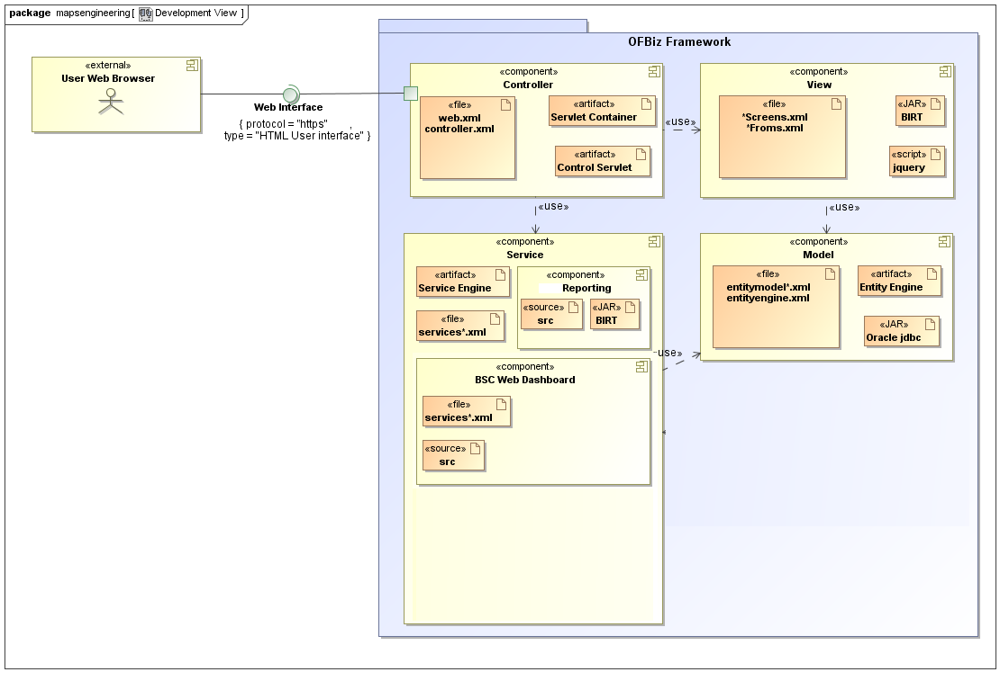 package mapsengineering [ Development View ]
OFBiz Framework
«external»
User Web Browser
Web Interface
{ protocol = "https" ,
type = "HTML User interface" }
«component»
Controller
«file»
web.xml
controller.xml
«artifact»
Servlet Container
«artifact»
Control Servlet
«use»
«component»
View
«file»
*Screens.xml
*Froms.xml
«JAR»
BIRT
«script»
jquery
«use»
«use»
«component»
Service
«artifact»
Service Engine
«file»
services*.xml
«component»
Reporting
«source»
src
«JAR»
BIRT
«component»
BSC Web Dashboard
«file»
services*.xml
«source»
src
use»
«component»
Model
«file»
entitymodel*.xml
entityengine.xml
«artifact»
Entity Engine
«JAR»
Oracle jdbc